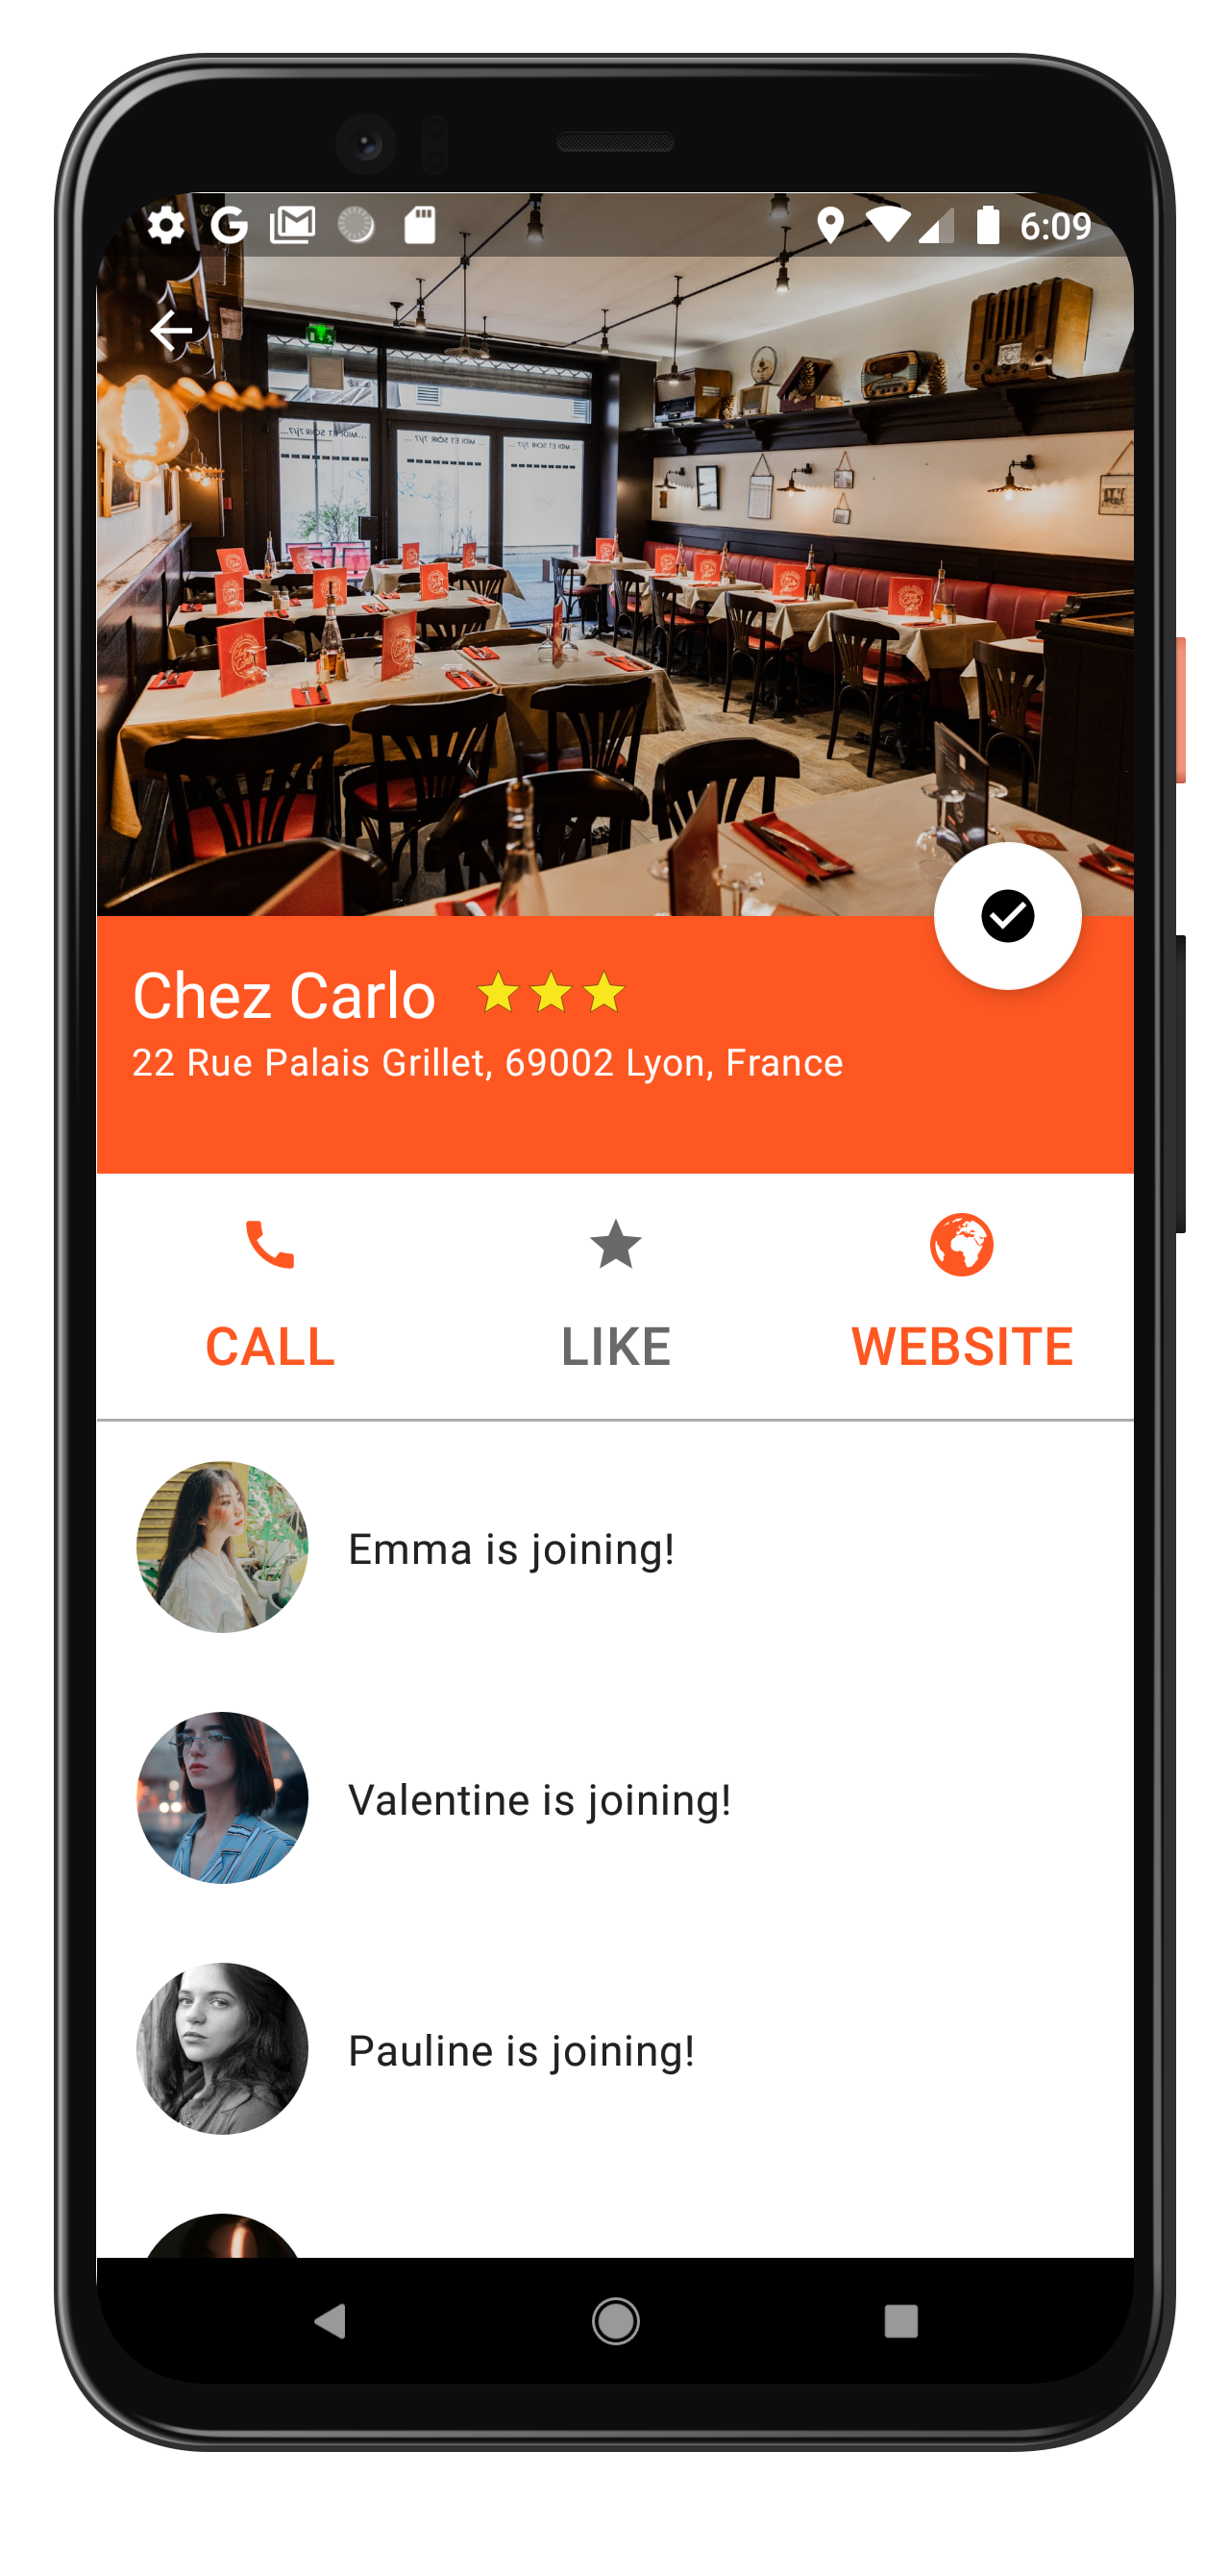 6:09
Chez Carlo
22 Rue Palais Grillet, 69002 Lyon, France
CALL
LIKE
WEBSITE
Emma is joining!
Valentine is joining!
Pauline is joining!